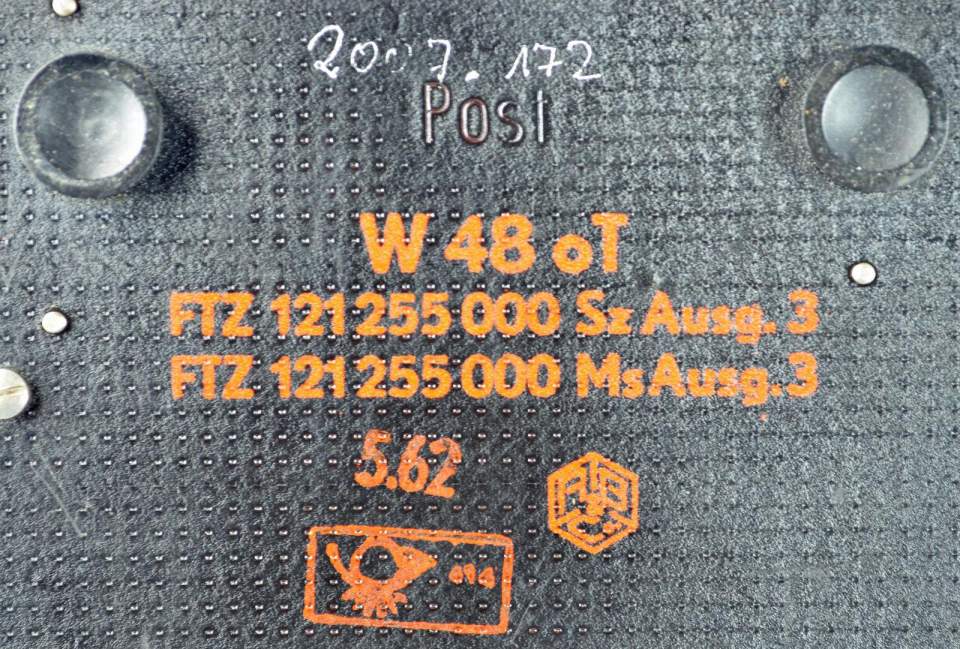 2007.172
Post
W 48 oT
FTZ 121 255 000 Sz Ausg. 3
FTZ 121 255 000 Ms Ausg. 3
5.62